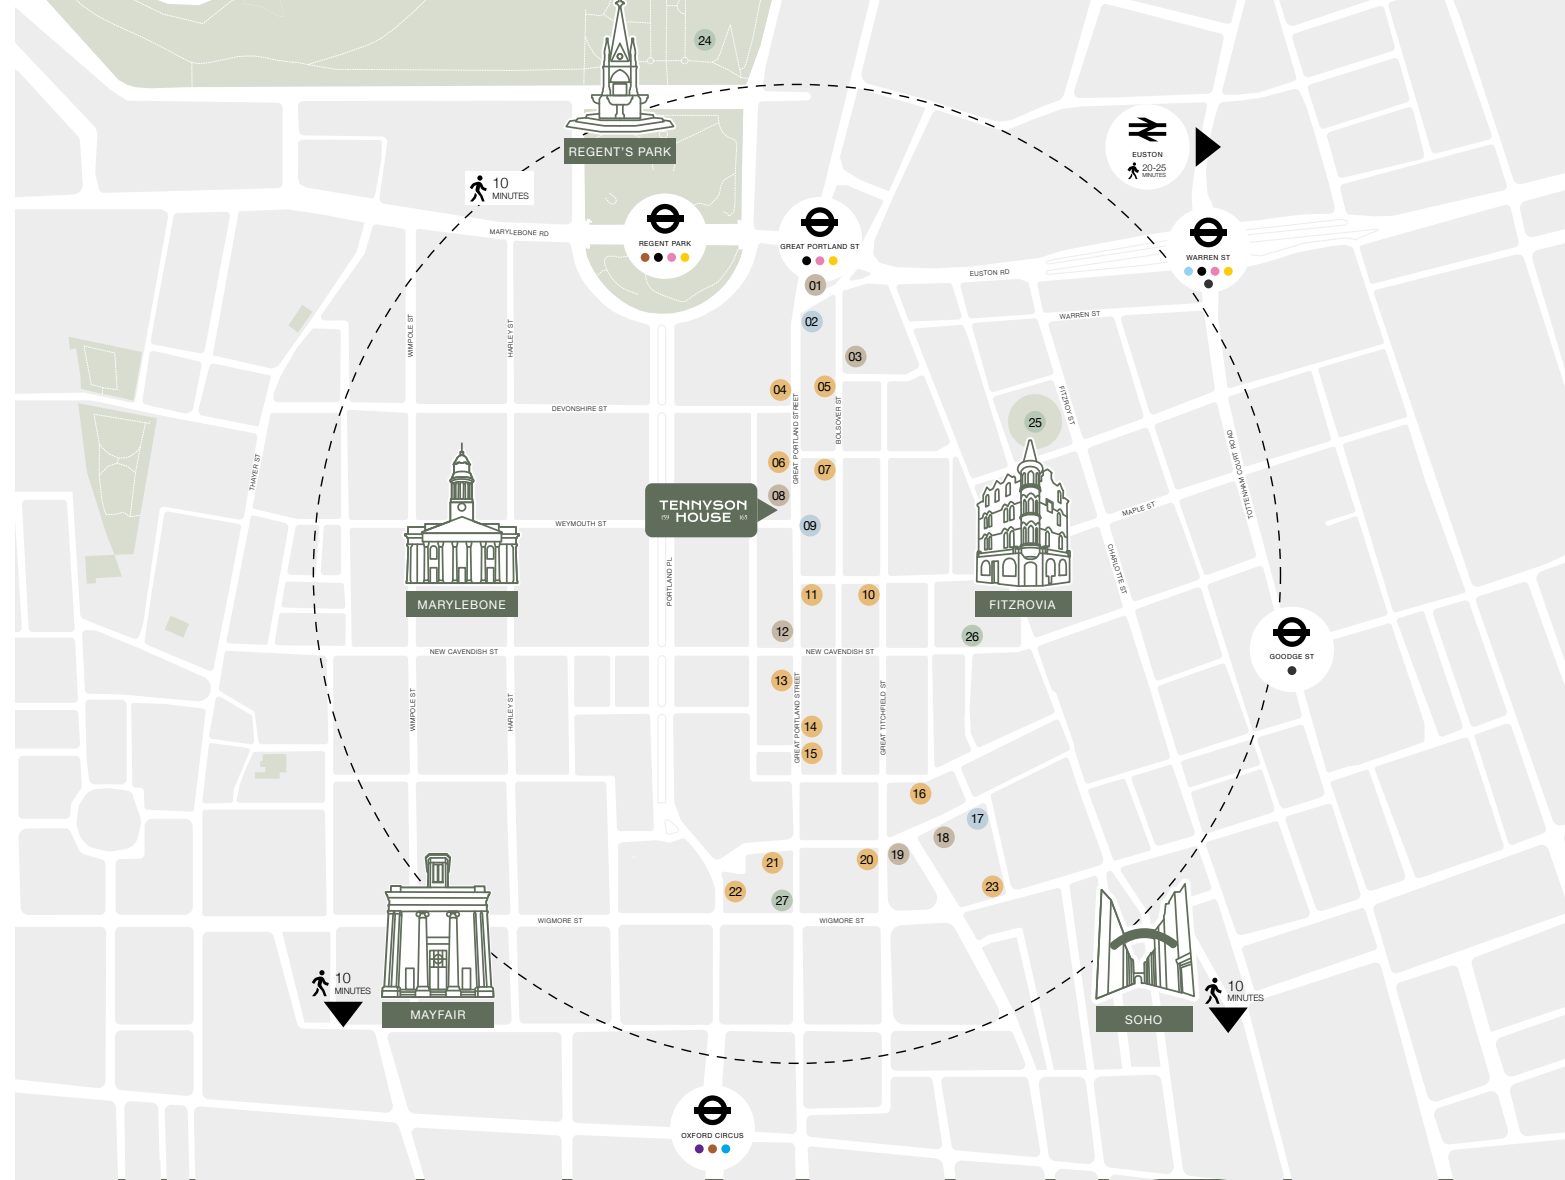 24
REGENT'S PARK
10
MINUTES
EUSTON
20-25
MINUTES
MARYLEBONE RD
REGENT PARK
GREAT PORTLAND ST
WARREN ST
EUSTON RD
01
02
WARREN ST
WIMPOLE ST
HARLEY ST
03
04
05
DEVONSHIRE ST
GREAT PORTLAND STREET
BOLSOVER ST
FITZROY ST
25
THAYER ST
TOTTENHAM COURT ROAD
06
07
08
TENNYSON
159 HOUSE 165
09
WEYMOUTH ST
MAPLE ST
PORTLAND PL
CHARLOTTE ST
11
10
MARYLEBONE
FITZROVIA
12
26
NEW CAVENDISH ST
NEW CAVENDISH ST
GOODGE ST
13
WIMPOLE ST
HARLEY ST
GREAT PORTLAND STREET
GREAT TITCHFIELD ST
14
15
16
17
18
19
20
21
22
23
27
WIGMORE ST
WIGMORE ST
10
MINUTES
MAYFAIR
10
MINUTES
SOHO
OXFORD CIRCUS